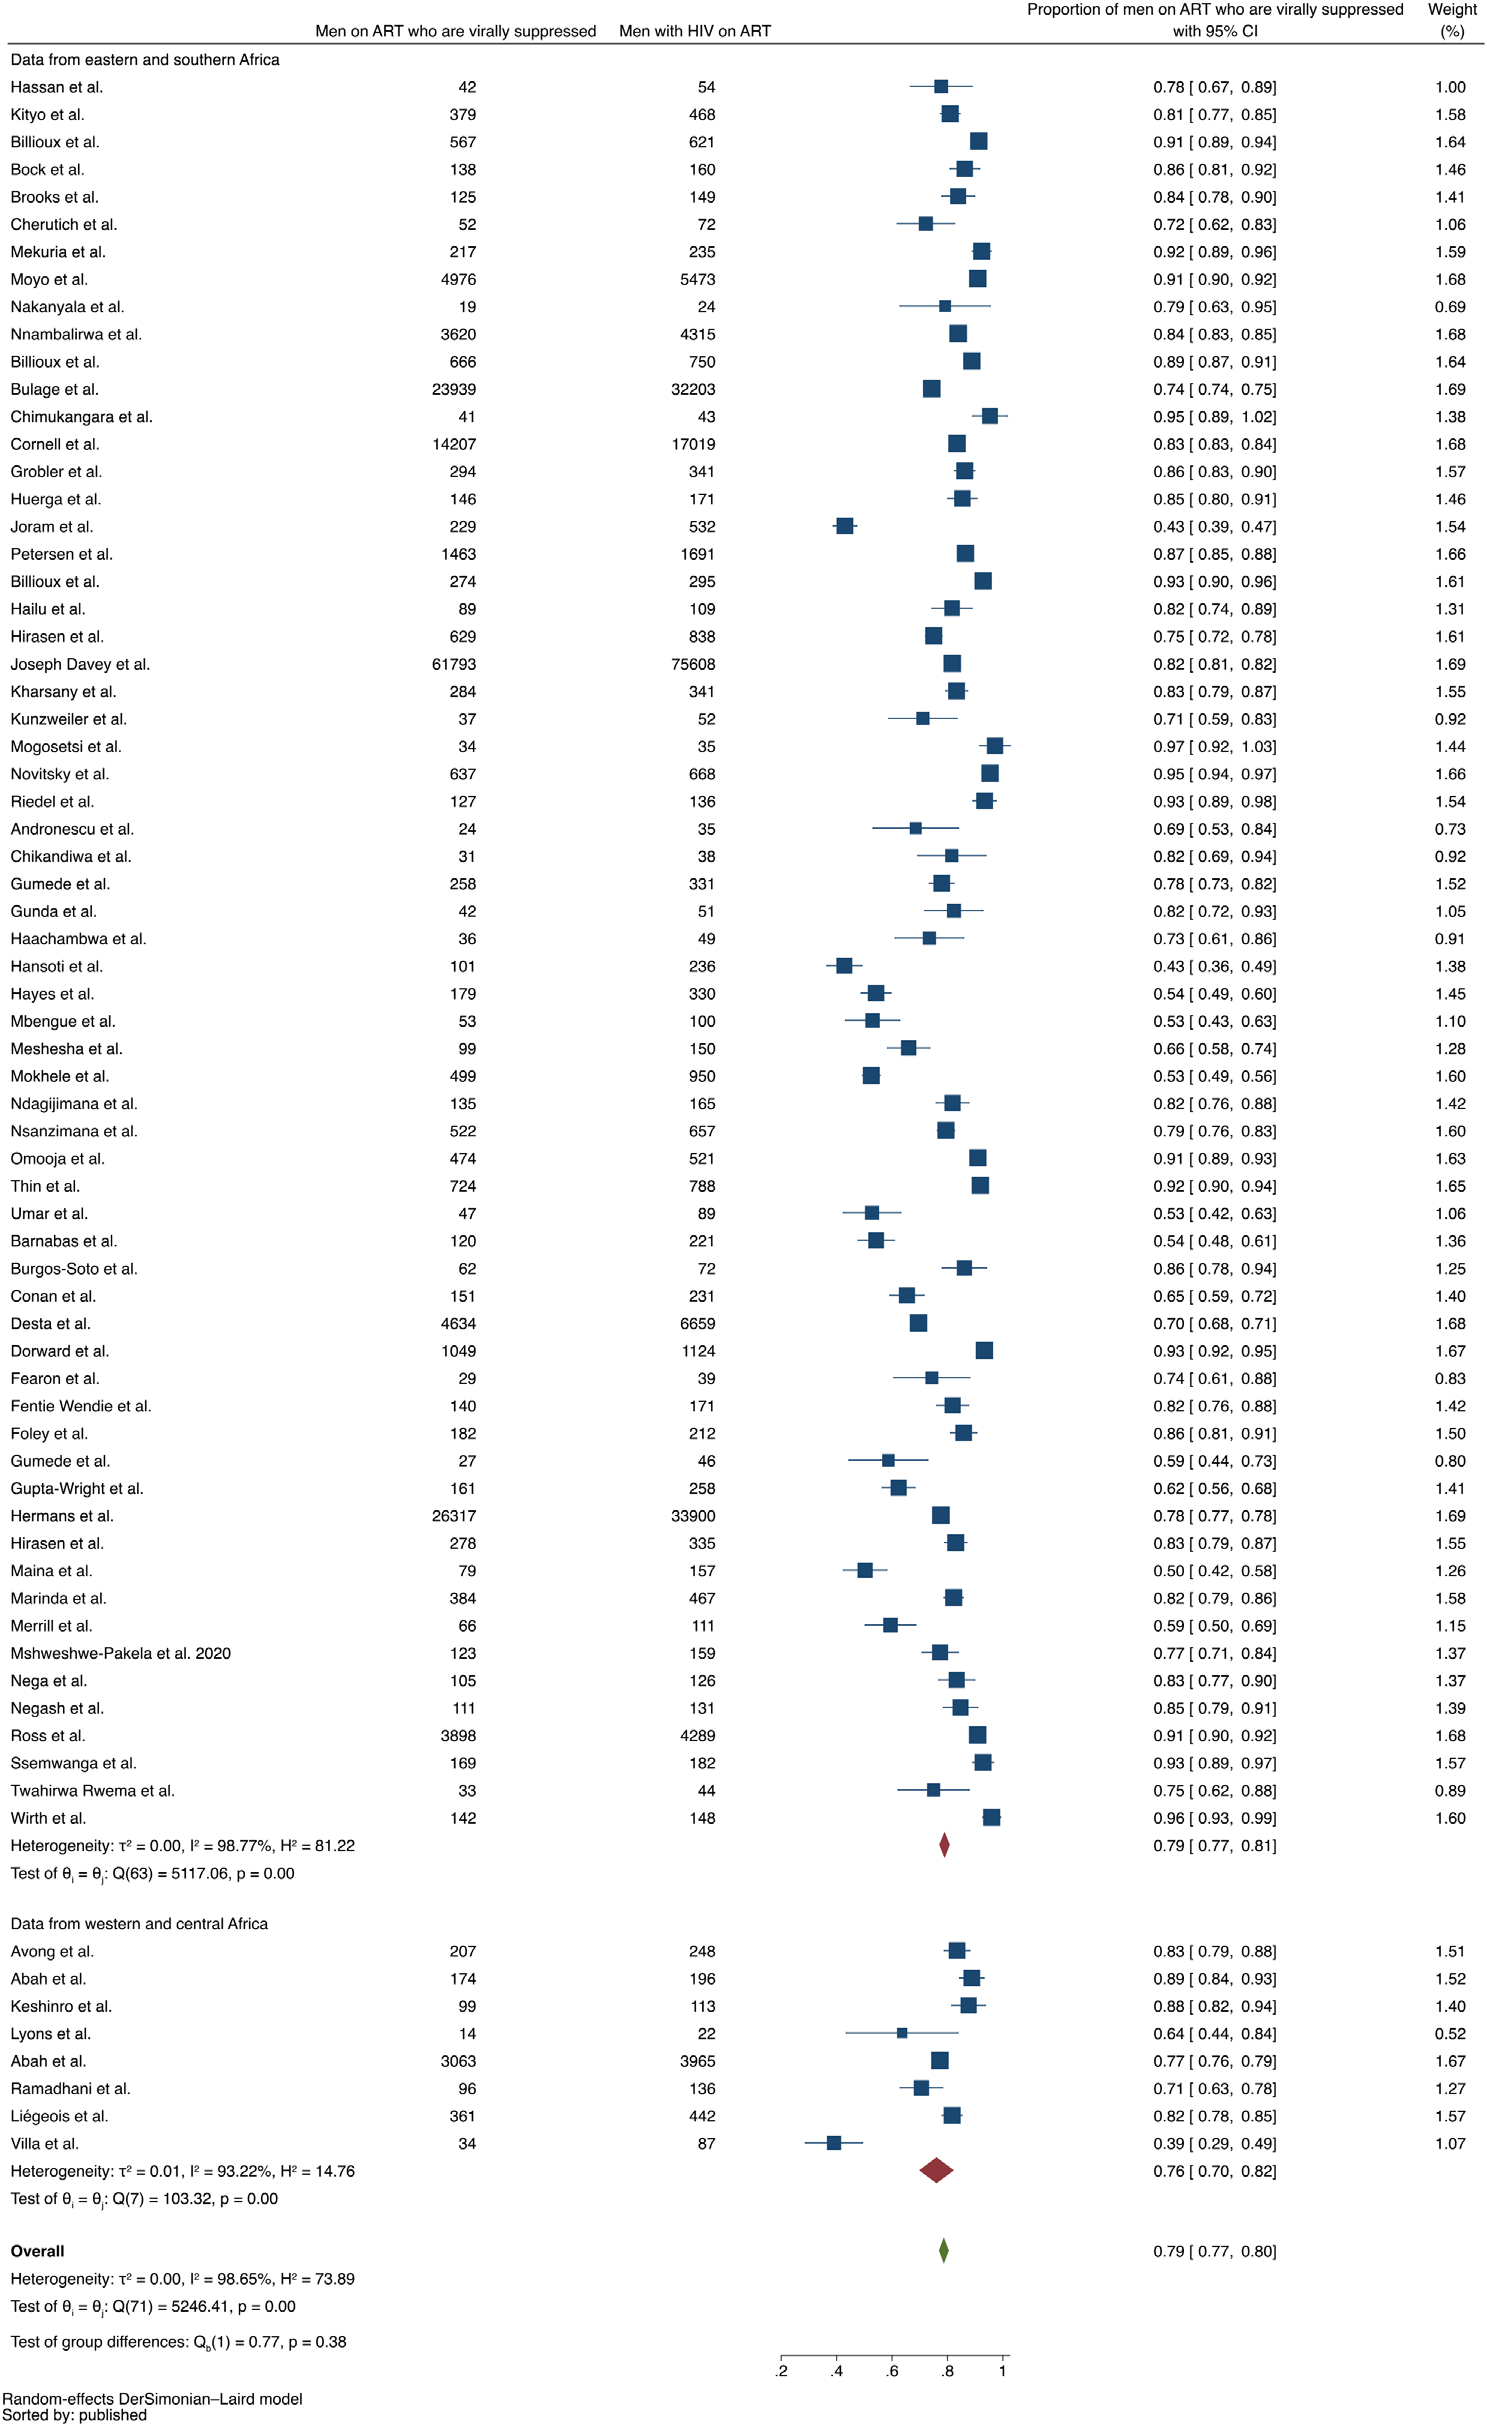 Proportion of men on ART who are virally suppressed Weight
Men on ART who are virally suppressed Men with HIV on ART with 95% CI (%)
Data from eastern and southern Africa
Hassan et al. 42 54 0.78 [ 0.67, 0.89] 1.00
Kityo et al. 379 468 0.81 [ 0.77, 0.85] 1.58
Billioux et al. 567 621 0.91 [ 0.89, 0.94] 1.64
Bock et al. 138 160 0.86 [ 0.81, 0.92] 1.46
Brooks et al. 125 149 0.84 [ 0.78, 0.90] 1.41
Cherutich et al. 52 72 0.72 [ 0.62, 0.83] 1.06
Mekuria et al. 217 235 0.92 [ 0.89, 0.96] 1.59
Moyo et al. 4976 5473 0.91 [ 0.90, 0.92] 1.68
Nakanyala et al. 19 24 0.79 [ 0.63, 0.95] 0.69
Nnambalirwa et al. 3620 4315 0.84 [ 0.83, 0.85] 1.68
Billioux et al. 666 750 0.89 [ 0.87, 0.91] 1.64
Bulage et al. 23939 32203 0.74 [ 0.74, 0.75] 1.69
Chimukangara et al. 41 43 0.95 [ 0.89, 1.02] 1.38
Cornell et al. 14207 17019 0.83 [ 0.83, 0.84] 1.68
Grobler et al. 294 341 0.86 [ 0.83, 0.90] 1.57
Huerga et al. 146 171 0.85 [ 0.80, 0.91] 1.46
Joram et al. 229 532 0.43 [ 0.39, 0.47] 1.54
Petersen et al. 1463 1691 0.87 [ 0.85, 0.88] 1.66
Billioux et al. 274 295 0.93 [ 0.90, 0.96] 1.61
Hailu et al. 89 109 0.82 [ 0.74, 0.89] 1.31
Hirasen et al. 629 838 0.75 [ 0.72, 0.78] 1.61
Joseph Davey et al. 61793 75608 0.82 [ 0.81, 0.82] 1.69
Kharsany et al. 284 341 0.83 [ 0.79, 0.87] 1.55
Kunzweiler et al. 37 52 0.71 [ 0.59, 0.83] 0.92
Mogosetsi et al. 34 35 0.97 [ 0.92, 1.03] 1.44
Novitsky et al. 637 668 0.95 [ 0.94, 0.97] 1.66
Riedel et al. 127 136 0.93 [ 0.89, 0.98] 1.54
Andronescu et al. 24 35 0.69 [ 0.53, 0.84] 0.73
Chikandiwa et al. 31 38 0.82 [ 0.69, 0.94] 0.92
Gumede et al. 258 331 0.78 [ 0.73, 0.82] 1.52
Gunda et al. 42 51 0.82 [ 0.72, 0.93] 1.05
Haachambwa et al. 36 49 0.73 [ 0.61, 0.86] 0.91
Hansoti et al. 101 236 0.43 [ 0.36, 0.49] 1.38
Hayes et al. 179 330 0.54 [ 0.49, 0.60] 1.45
Mbengue et al. 53 100 0.53 [ 0.43, 0.63] 1.10
Meshesha et al. 99 150 0.66 [ 0.58, 0.74] 1.28
Mokhele et al. 499 950 0.53 [ 0.49, 0.56] 1.60
Ndagijimana et al. 135 165 0.82 [ 0.76, 0.88] 1.42
Nsanzimana et al. 522 657 0.79 [ 0.76, 0.83] 1.60
Omooja et al. 474 521 0.91 [ 0.89, 0.93] 1.63
Thin et al. 724 788 0.92 [ 0.90, 0.94] 1.65
Umar et al. 47 89 0.53 [ 0.42, 0.63] 1.06
Barnabas et al. 120 221 0.54 [ 0.48, 0.61] 1.36
Burgos-Soto et al. 62 72 0.86 [ 0.78, 0.94] 1.25
Conan et al. 151 231 0.65 [ 0.59, 0.72] 1.40
Desta et al. 4634 6659 0.70 [ 0.68, 0.71] 1.68
Dorward et al. 1049 1124 0.93 [ 0.92, 0.95] 1.67
Fearon et al. 29 39 0.74 [ 0.61, 0.88] 0.83
Fentie Wendie et al. 140 171 0.82 [ 0.76, 0.88] 1.42
Foley et al. 182 212 0.86 [ 0.81, 0.91] 1.50
Gumede et al. 27 46 0.59 [ 0.44, 0.73] 0.80
Gupta-Wright et al. 161 258 0.62 [ 0.56, 0.68] 1.41
Hermans et al. 26317 33900 0.78 [ 0.77, 0.78] 1.69
Hirasen et al. 278 335 0.83 [ 0.79, 0.87] 1.55
Maina et al. 79 157 0.50 [ 0.42, 0.58] 1.26
Marinda et al. 384 467 0.82 [ 0.79, 0.86] 1.58
Merrill et al. 66 111 0.59 [ 0.50, 0.69] 1.15
Mshweshwe-Pakela et al. 2020 123 159 0.77 [ 0.71, 0.84] 1.37
Nega et al. 105 126 0.83 [ 0.77, 0.90] 1.37
Negash et al. 111 131 0.85 [ 0.79, 0.91] 1.39
Ross et al. 3898 4289 0.91 [ 0.90, 0.92] 1.68
Ssemwanga et al. 169 182 0.93 [ 0.89, 0.97] 1.57
Twahirwa Rwema et al. 33 44 0.75 [ 0.62, 0.88] 0.89
Wirth et al. 142 148 0.96 [ 0.93, 0.99] 1.60
Heterogeneity: τ² = 0.00, I² = 98.77%, H² = 81.22 0.79 [ 0.77, 0.81]
Test of θᵢ = θⱼ: Q(63) = 5117.06, p = 0.00
Data from western and central Africa
Avong et al. 207 248 0.83 [ 0.79, 0.88] 1.51
Abah et al. 174 196 0.89 [ 0.84, 0.93] 1.52
Keshinro et al. 99 113 0.88 [ 0.82, 0.94] 1.40
Lyons et al. 14 22 0.64 [ 0.44, 0.84] 0.52
Abah et al. 3063 3965 0.77 [ 0.76, 0.79] 1.67
Ramadhani et al. 96 136 0.71 [ 0.63, 0.78] 1.27
Liégeois et al. 361 442 0.82 [ 0.78, 0.85] 1.57
Villa et al. 34 87 0.39 [ 0.29, 0.49] 1.07
Heterogeneity: τ² = 0.01, I² = 93.22%, H² = 14.76 0.76 [ 0.70, 0.82]
Test of θᵢ = θⱼ: Q(7) = 103.32, p = 0.00
Overall 0.79 [ 0.77, 0.80]
Heterogeneity: τ² = 0.00, I² = 98.65%, H² = 73.89
Test of θᵢ = θⱼ: Q(71) = 5246.41, p = 0.00
Test of group differences: Q_b(1) = 0.77, p = 0.38
.2 .4 .6 .8 1
Random-effects DerSimonian–Laird model
Sorted by: published